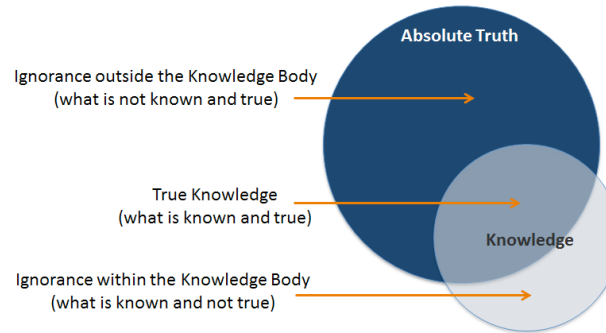 Absolute Truth
Ignorance outside the Knowledge Body
(what is not known and true)
True Knowledge
(what is known and true)
Knowledge
Ignorance within the Knowledge Body
(what is known and not true)